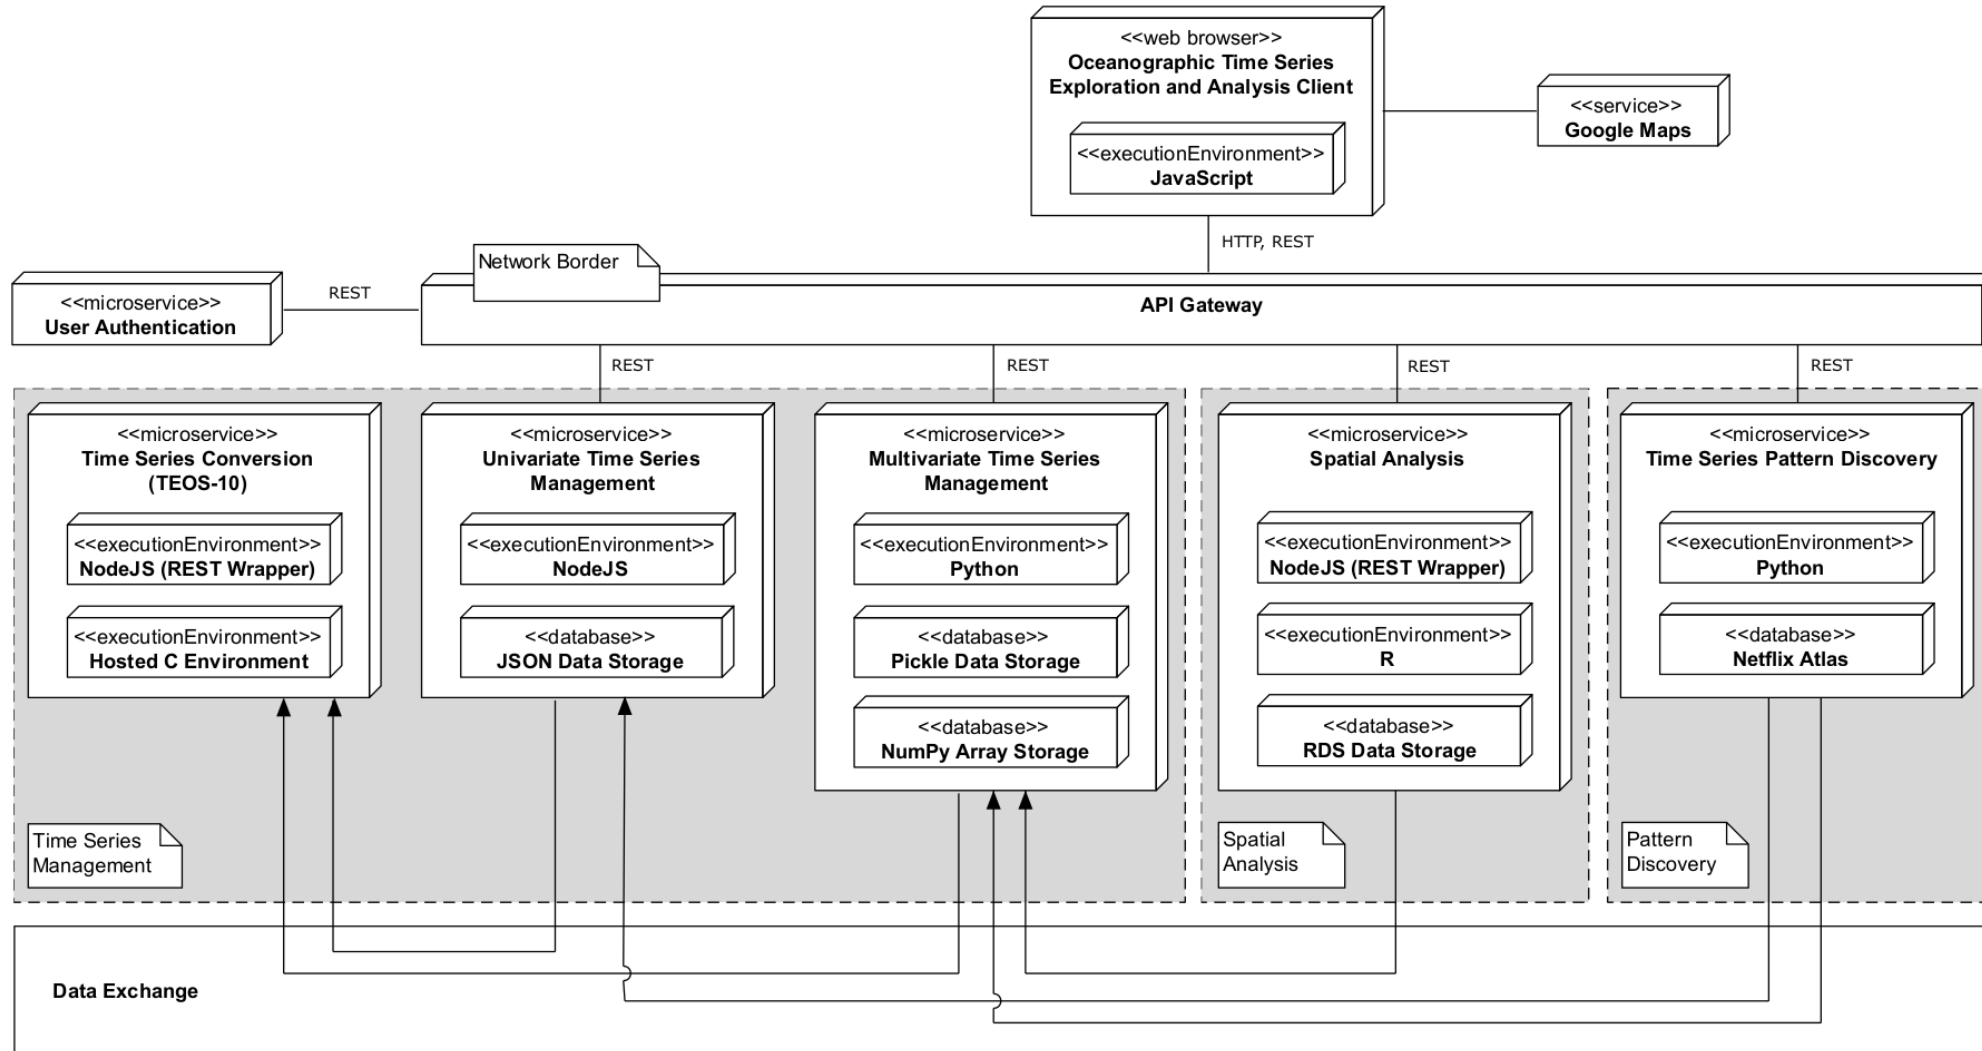 <<web browser>>
Oceanographic Time Series
Exploration and Analysis Client
<<executionEnvironment>>
JavaScript
<<service>>
Google Maps
HTTP, REST
Network Border
<<microservice>>
User Authentication
REST
API Gateway
REST
REST
REST
REST
<<microservice>>
Time Series Conversion
(TEOS-10)
<<executionEnvironment>>
NodeJS (REST Wrapper)
<<executionEnvironment>>
Hosted C Environment
<<microservice>>
Univariate Time Series
Management
<<executionEnvironment>>
NodeJS
<<database>>
JSON Data Storage
<<microservice>>
Multivariate Time Series
Management
<<executionEnvironment>>
Python
<<database>>
Pickle Data Storage
<<database>>
NumPy Array Storage
<<microservice>>
Spatial Analysis
<<executionEnvironment>>
NodeJS (REST Wrapper)
<<executionEnvironment>>
R
<<database>>
RDS Data Storage
<<microservice>>
Time Series Pattern Discovery
<<executionEnvironment>>
Python
<<database>>
Netflix Atlas
Time Series
Management
Spatial
Analysis
Pattern
Discovery
Data Exchange